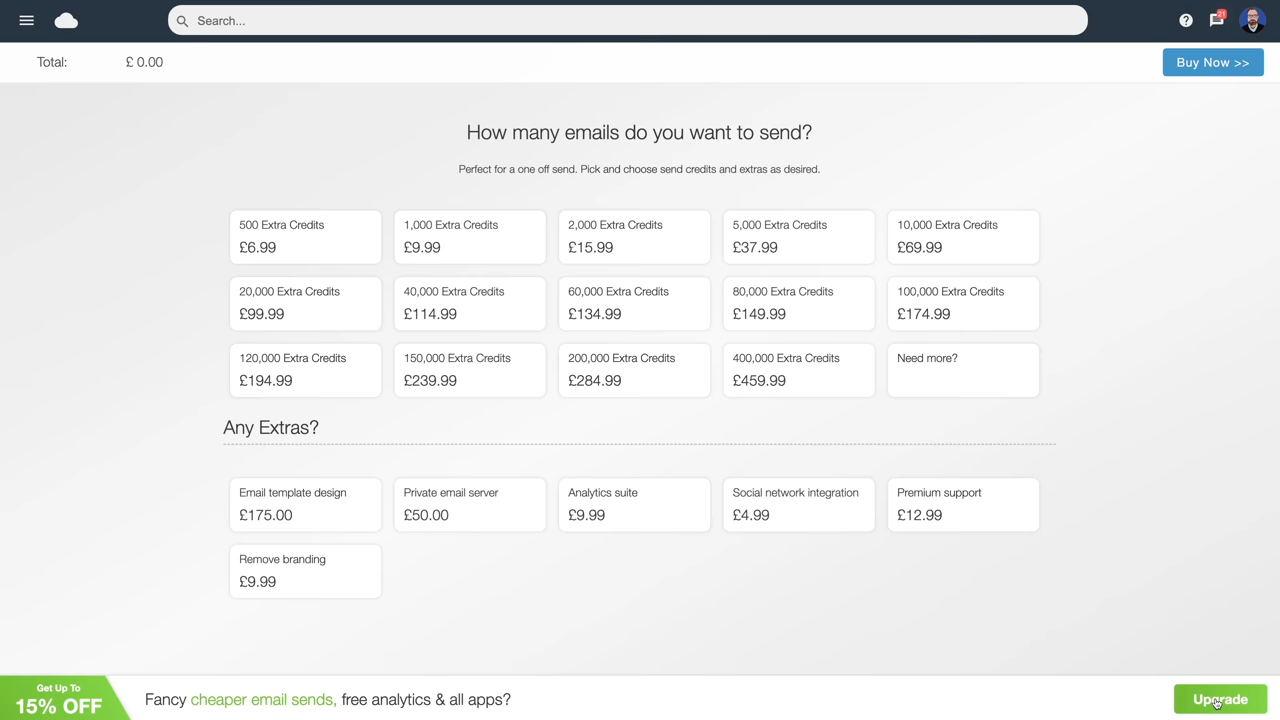 Search...
21
Total: £ 0.00
Buy Now >>
How many emails do you want to send?
Perfect for a one off send. Pick and choose send credits and extras as desired.
500 Extra Credits
£6.99
1,000 Extra Credits
£9.99
2,000 Extra Credits
£15.99
5,000 Extra Credits
£37.99
10,000 Extra Credits
£69.99
20,000 Extra Credits
£99.99
40,000 Extra Credits
£114.99
60,000 Extra Credits
£134.99
80,000 Extra Credits
£149.99
100,000 Extra Credits
£174.99
120,000 Extra Credits
£194.99
150,000 Extra Credits
£239.99
200,000 Extra Credits
£284.99
400,000 Extra Credits
£459.99
Need more?
Any Extras?
Email template design
£175.00
Private email server
£50.00
Analytics suite
£9.99
Social network integration
£4.99
Premium support
£12.99
Remove branding
£9.99
Get Up To
15% OFF
Fancy cheaper email sends, free analytics & all apps?
Upgrade